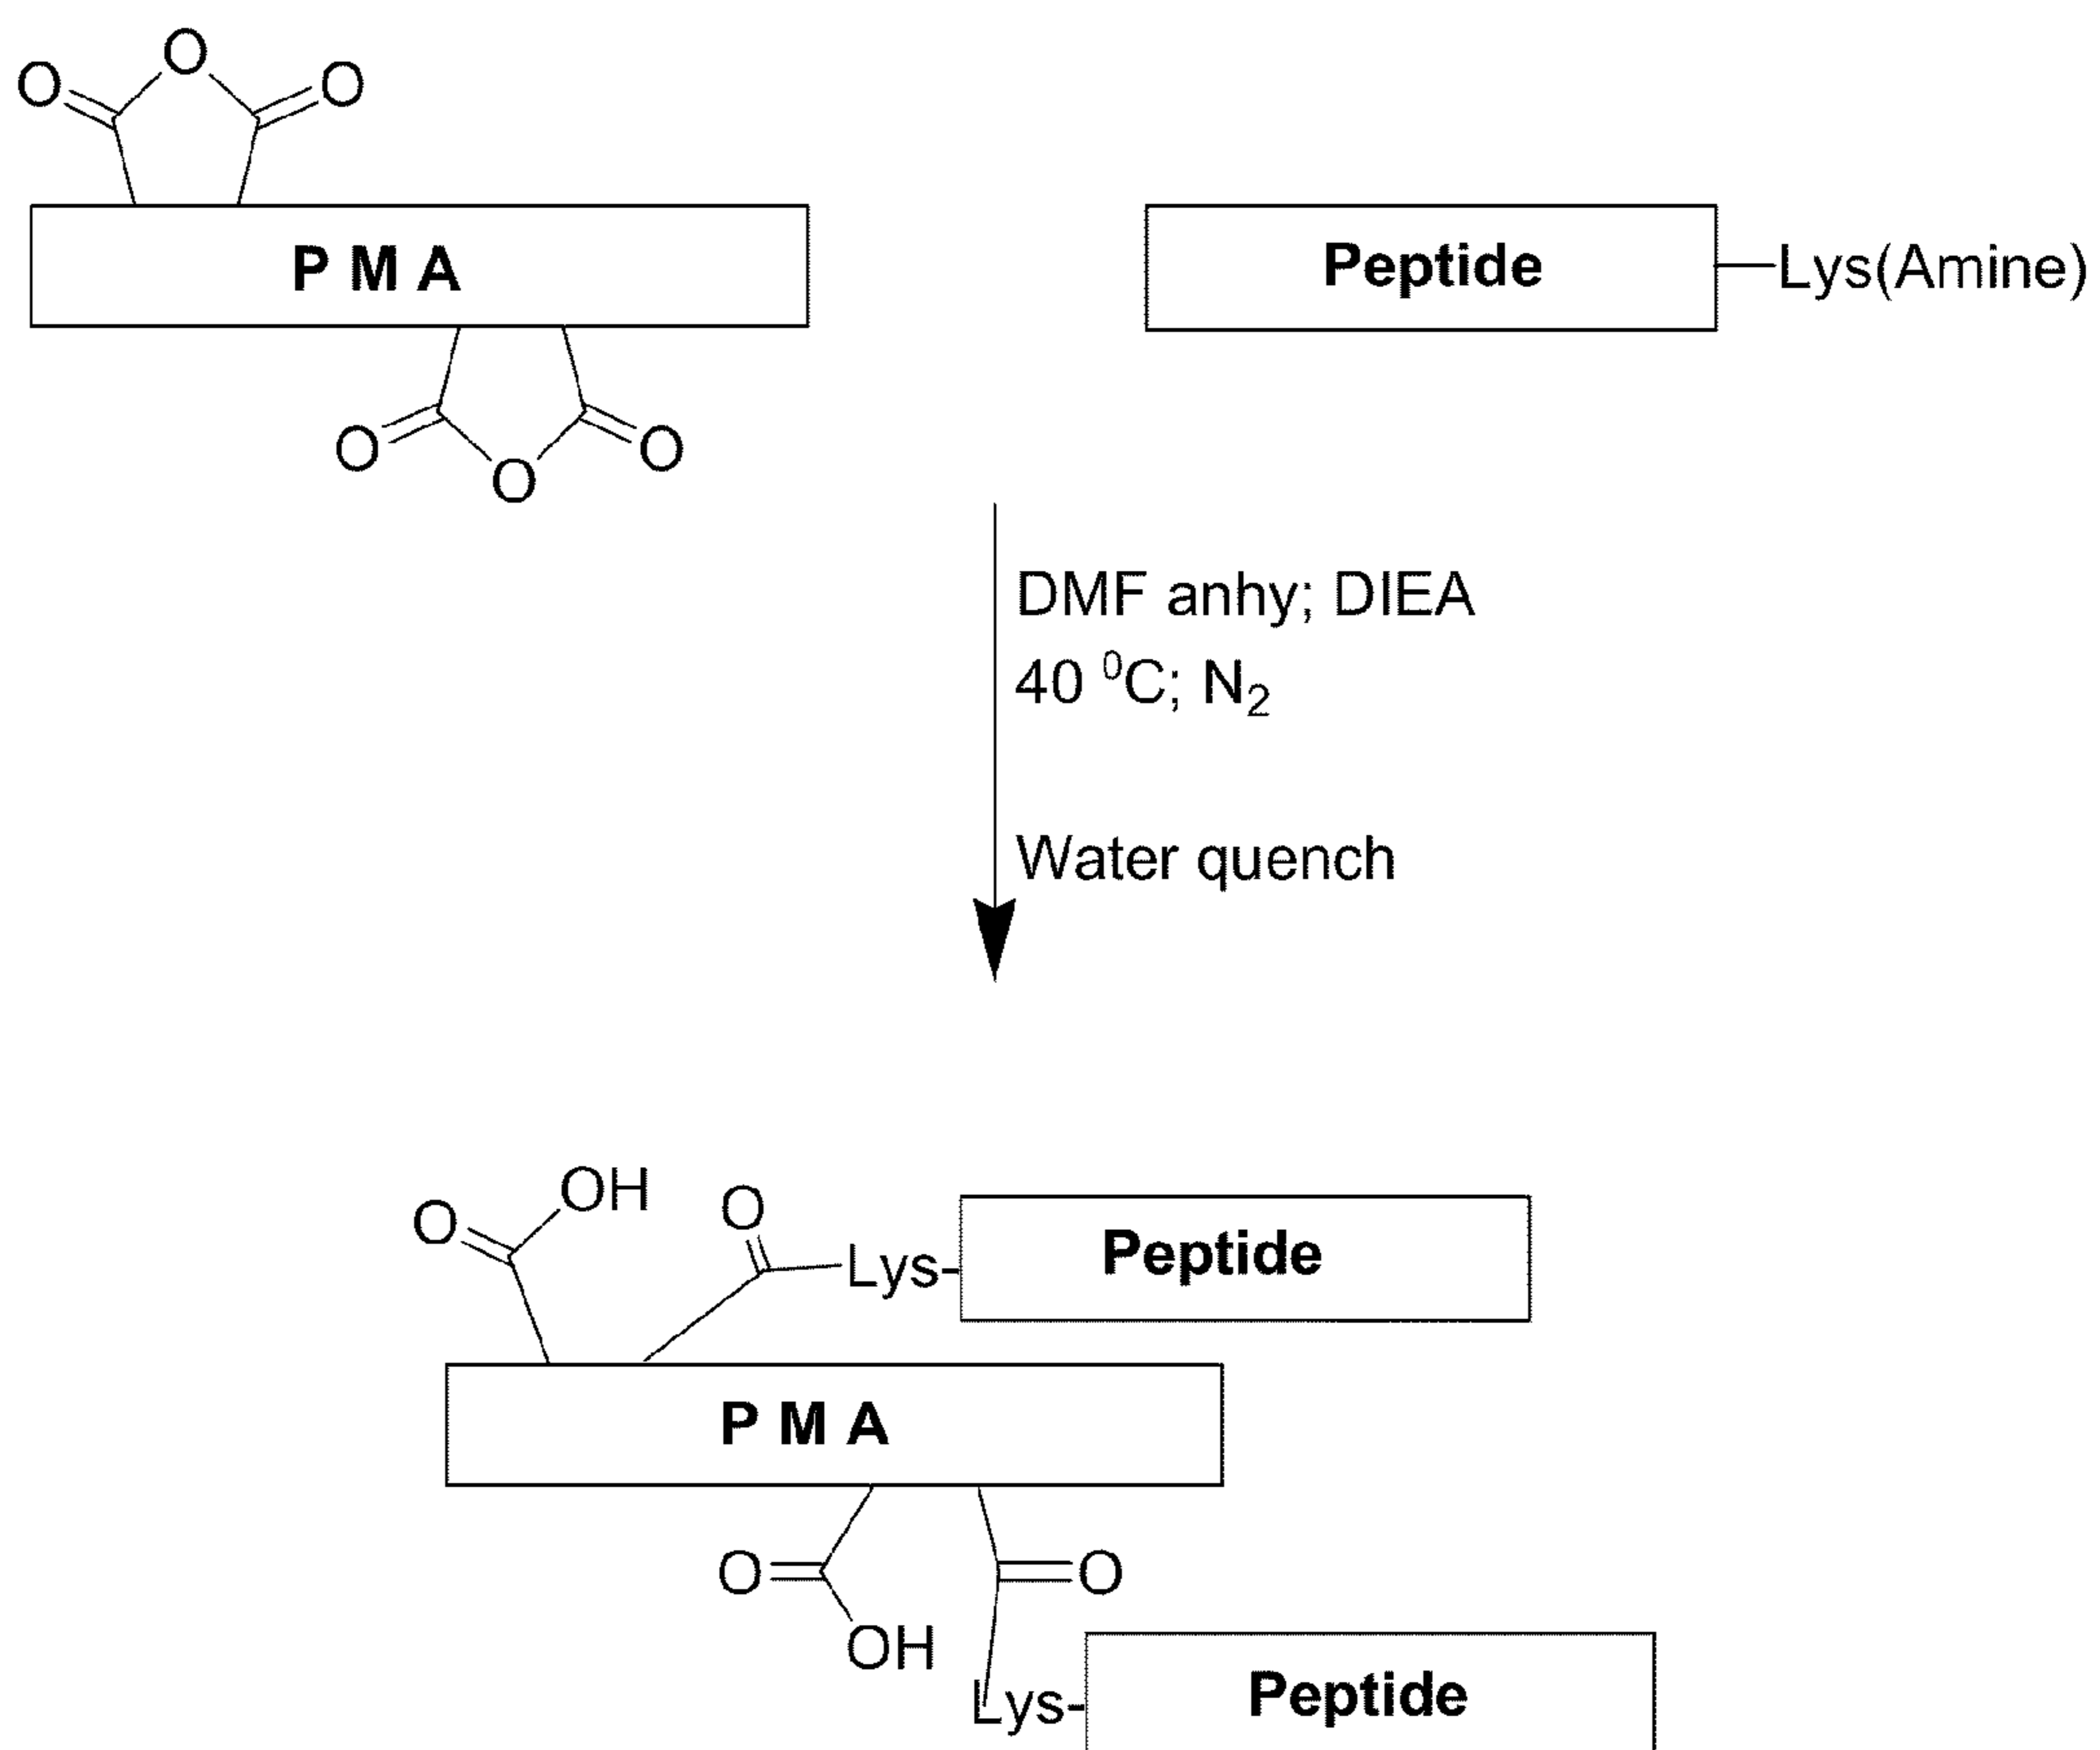 O O O
P M A
Peptide Lys(Amine)
O O O
DMF anhy; DIEA
40 ⁰C; N₂
Water quench
O OH O
Lys- Peptide
P M A
O O
OH
Lys- Peptide